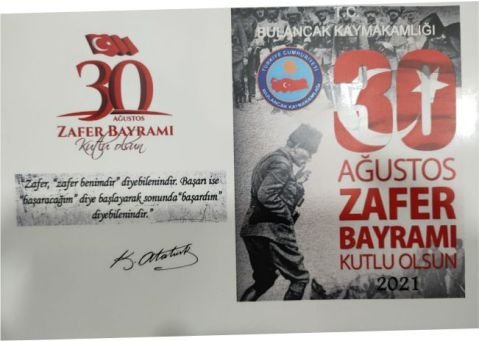 30
AĞUSTOS
ZAFER BAYRAMI
Kutlu olsun
Zafer, "zafer benimdir" diyebilenindir. Başarı ise
"başaracağım" diye başlayarak sonunda "başardım"
diyebilenindir."
K. Atatürk
T.C.
BULANCAK KAYMAKAMLIĞI
TÜRKİYE CUMHURİYETİ
BULANCAK KAYMAKAMLIĞI
30
AĞUSTOS
ZAFER
BAYRAMI
KUTLU OLSUN
2021